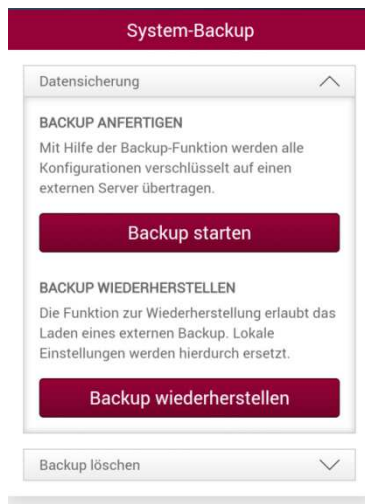 System-Backup
Datensicherung
BACKUP ANFERTIGEN
Mit Hilfe der Backup-Funktion werden alle
Konfigurationen verschlüsselt auf einen
externen Server übertragen.
Backup starten
BACKUP WIEDERHERSTELLEN
Die Funktion zur Wiederherstellung erlaubt das
Laden eines externen Backup. Lokale
Einstellungen werden hierdurch ersetzt.
Backup wiederherstellen
Backup löschen